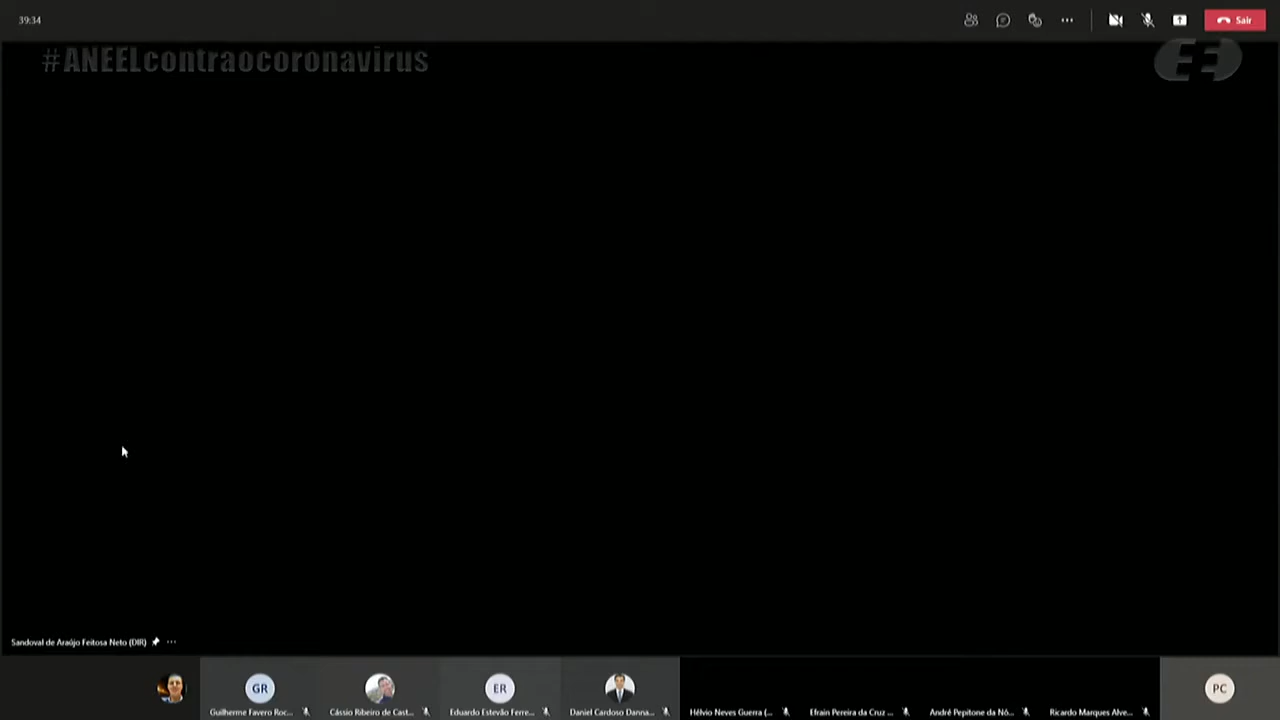 39:34
Sair
#ANEELcontraocoronavirus
Sandoval de Araújo Feitosa Neto (DIR)
GR
ER
PC
Guilherme Favero Roc...
Cássio Ribeiro de Cast...
Eduardo Estevão Ferre...
Daniel Cardoso Danna...
Hélvio Neves Guerra (...
Efrain Pereira da Cruz ...
André Pepitone da Nó...
Ricardo Marques Alve...